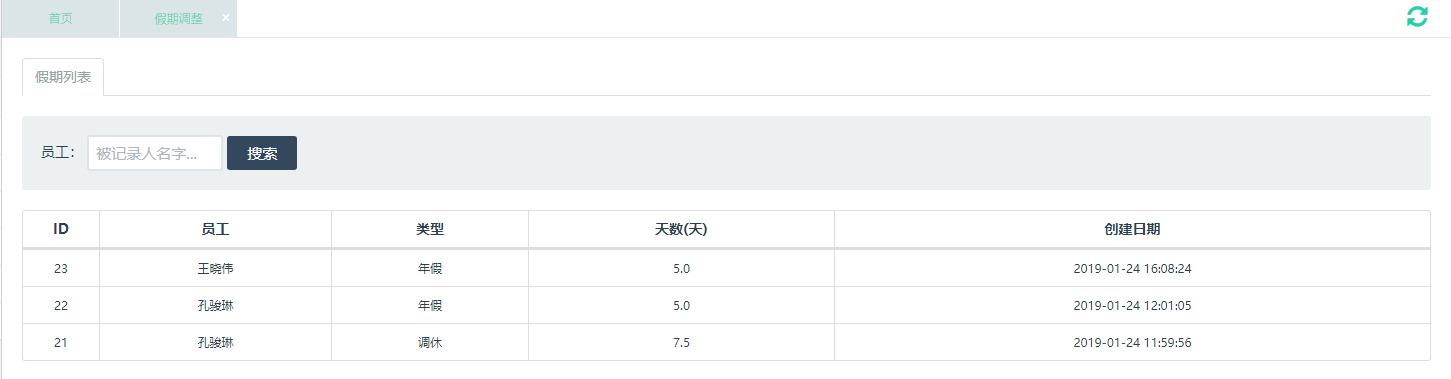 首页 假期调整 ×
假期列表
员工: 被记录人名字... 搜索
ID 员工 类型 天数(天) 创建日期
23 王晓伟 年假 5.0 2019-01-24 16:08:24
22 孔骏琳 年假 5.0 2019-01-24 12:01:05
21 孔骏琳 调休 7.5 2019-01-24 11:59:56